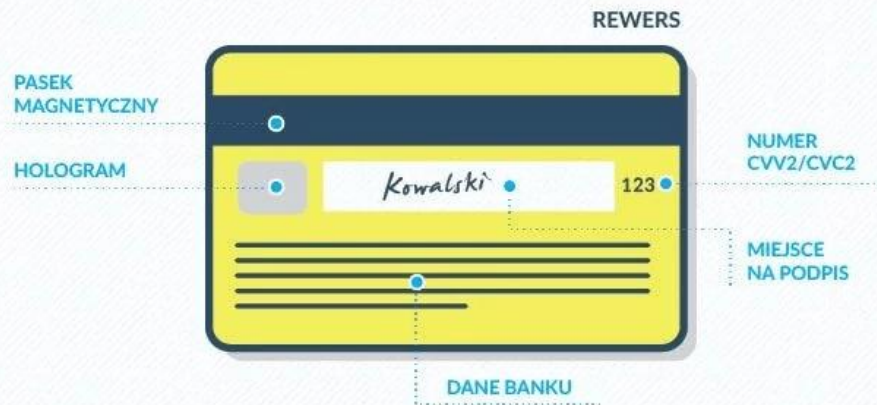 REWERS
PASEK
MAGNETYCZNY
HOLOGRAM
Kowalski
123
NUMER
CVV2/CVC2
MIEJSCE
NA PODPIS
DANE BANKU